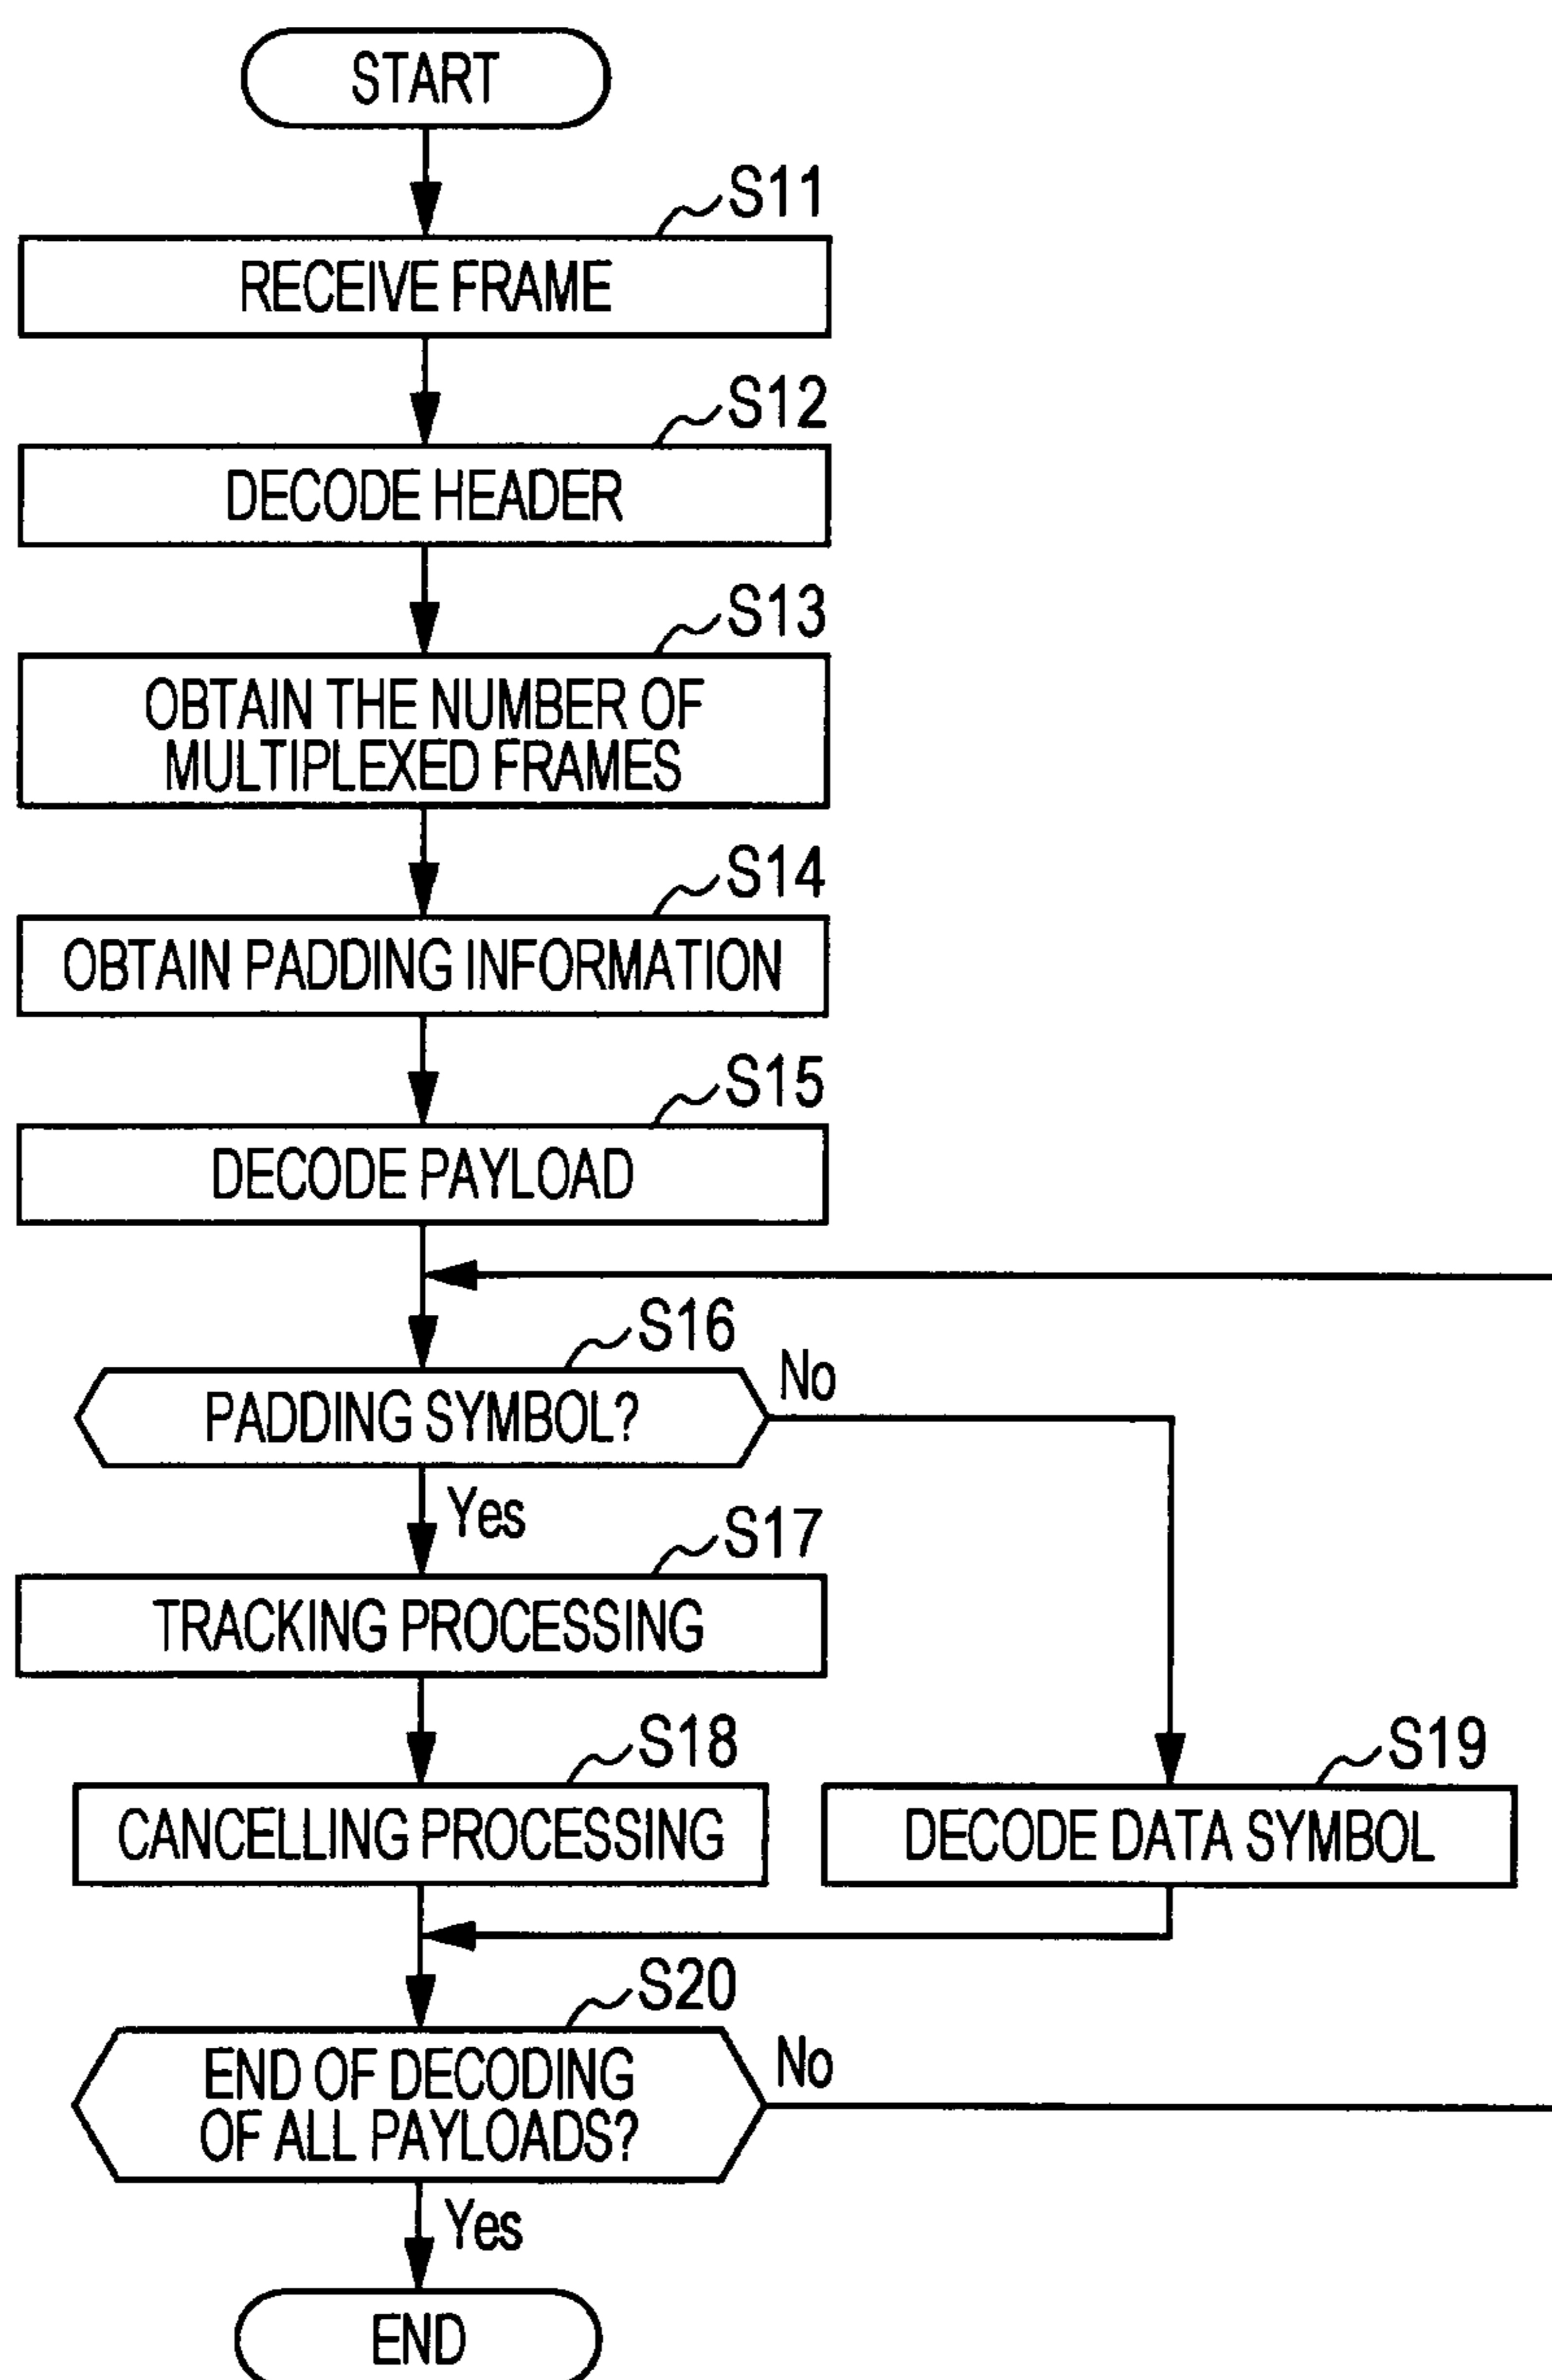 START
S11
RECEIVE FRAME
S12
DECODE HEADER
S13
OBTAIN THE NUMBER OF
MULTIPLEXED FRAMES
S14
OBTAIN PADDING INFORMATION
S15
DECODE PAYLOAD
S16
PADDING SYMBOL?
No
Yes
S17
TRACKING PROCESSING
S18
CANCELLING PROCESSING
S19
DECODE DATA SYMBOL
S20
END OF DECODING
OF ALL PAYLOADS?
No
Yes
END